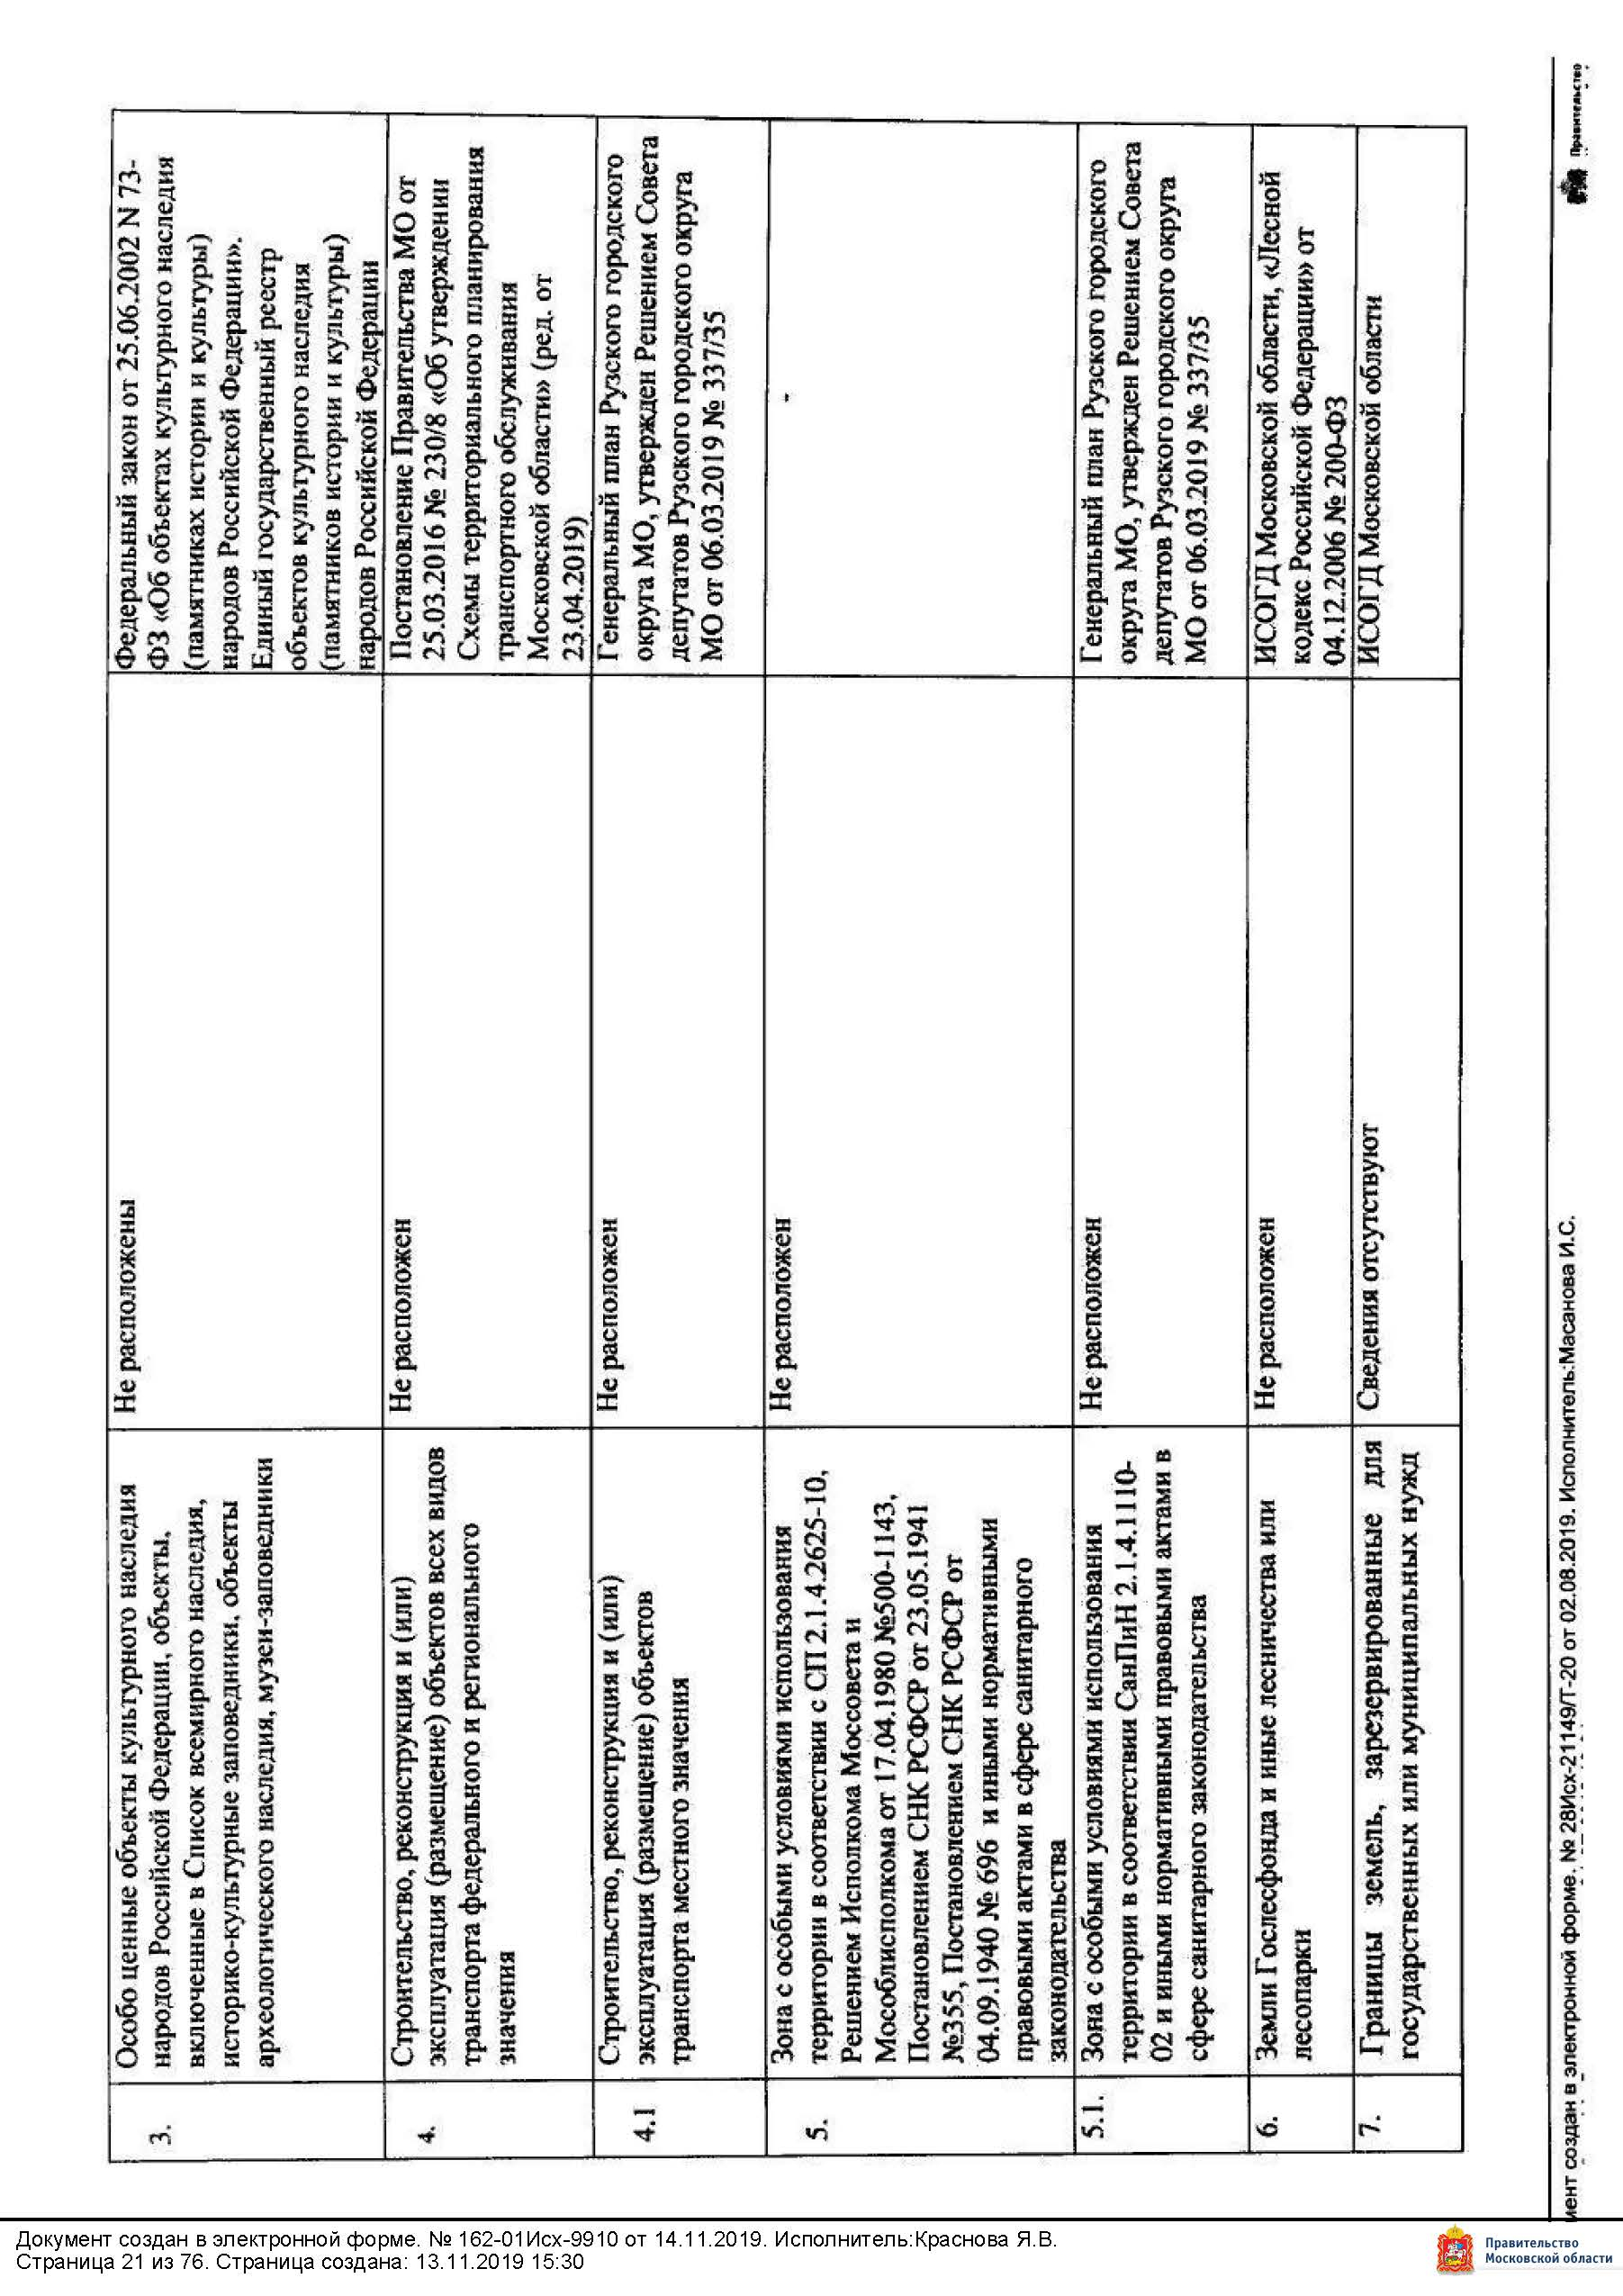 3.
Особо ценные объекты культурного наследия
народов Российской Федерации, объекты,
включенные в Список всемирного наследия,
историко-культурные заповедники, объекты
археологического наследия, музеи-заповедники
Не расположены
Федеральный закон от 25.06.2002 N 73-
ФЗ «Об объектах культурного наследия
(памятниках истории и культуры)
народов Российской Федерации».
Единый государственный реестр
объектов культурного наследия
(памятников истории и культуры)
народов Российской Федерации
4.
Строительство, реконструкция и (или)
эксплуатация (размещение) объектов всех видов
транспорта федерального и регионального
значения
Не расположен
Постановление Правительства МО от
25.03.2016 № 230/8 «Об утверждении
Схемы территориального планирования
транспортного обслуживания
Московской области» (ред. от
23.04.2019)
4.1
Строительство, реконструкция и (или)
эксплуатация (размещение) объектов
транспорта местного значения
Не расположен
Генеральный план Рузского городского
округа МО, утвержден Решением Совета
депутатов Рузского городского округа
МО от 06.03.2019 № 337/35
5.
Зона с особыми условиями использования
территории в соответствии с СП 2.1.4.2625-10,
Решением Исполкома Моссовета и
Мособлисполкома от 17.04.1980 №500-1143,
Постановлением СНК РСФСР от 23.05.1941
№355, Постановлением СНК РСФСР от
04.09.1940 № 696 и иными нормативными
правовыми актами в сфере санитарного
законодательства
Не расположен
5.1.
Зона с особыми условиями использования
территории в соответствии СанПиН 2.1.4.1110-
02 и иными нормативными правовыми актами в
сфере санитарного законодательства
Не расположен
Генеральный план Рузского городского
округа МО, утвержден Решением Совета
депутатов Рузского городского округа
МО от 06.03.2019 № 337/35
6.
Земли Гослесфонда и иные лесничества или
лесопарки
Не расположен
ИСОГД Московской области, «Лесной
кодекс Российской Федерации» от
04.12.2006 № 200-ФЗ
7.
Границы земель, зарезервированные для
государственных или муниципальных нужд
Сведения отсутствуют
ИСОГД Московской области
мент создан в электронной форме. № 28Исх-21149/Т-20 от 02.08.2019. Исполнитель:Масанова И.С.
Правительство
Документ создан в электронной форме. № 162-01Исх-9910 от 14.11.2019. Исполнитель:Краснова Я.В.
Страница 21 из 76. Страница создана: 13.11.2019 15:30
Правительство
Московской области